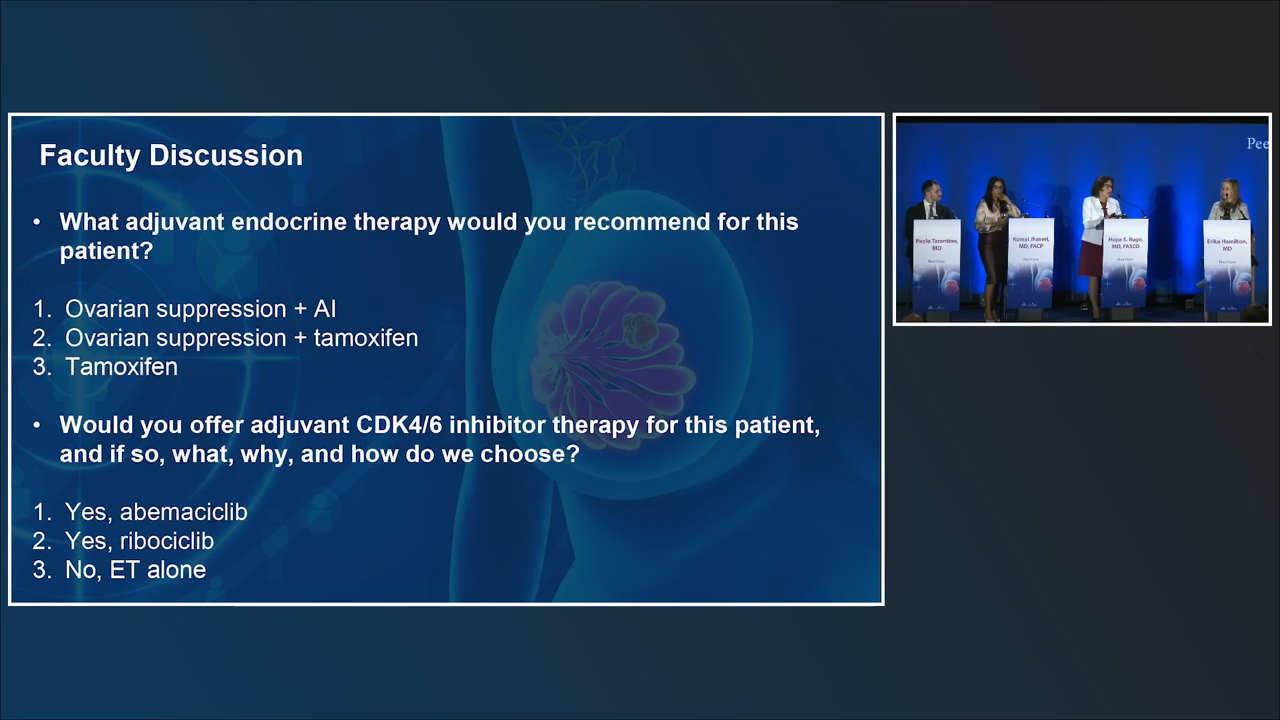 Faculty Discussion
• What adjuvant endocrine therapy would you recommend for this
patient?
1. Ovarian suppression + AI
2. Ovarian suppression + tamoxifen
3. Tamoxifen
• Would you offer adjuvant CDK4/6 inhibitor therapy for this patient,
and if so, what, why, and how do we choose?
1. Yes, abemaciclib
2. Yes, ribociclib
3. No, ET alone
Pee
Paolo Tarantino,
MD
Komal Jhaveri,
MD, FACP
Hope S. Rugo,
MD, FASCO
Erika Hamilton,
MD